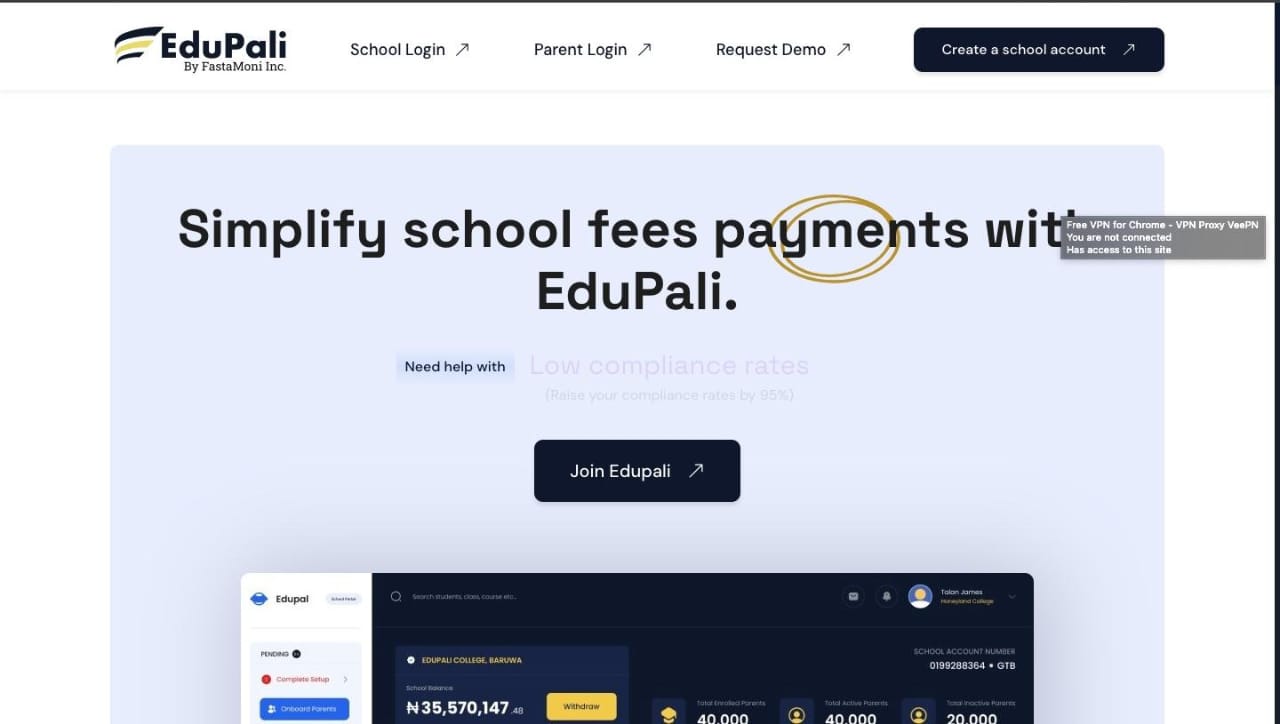 EduPali
By FastaMoni Inc.
School Login
Parent Login
Request Demo
Create a school account
Simplify school fees payments with
EduPali.
Free VPN for Chrome - VPN Proxy VeePN
You are not connected
Has access to this site
Need help with
Low compliance rates
(Raise your compliance rates by 95%)
Join Edupali
Edupal
School Portal
Search students, class, course etc...
Tolan James
Honeyland College
PENDING
Complete Setup
Onboard Parents
EDUPALI COLLEGE, BARUWA
School Balance
₦35,570,147.48
Withdraw
SCHOOL ACCOUNT NUMBER
0199288364 • GTB
Total Enrolled Parents
40,000
Total Active Parents
40,000
Total Inactive Parents
20,000